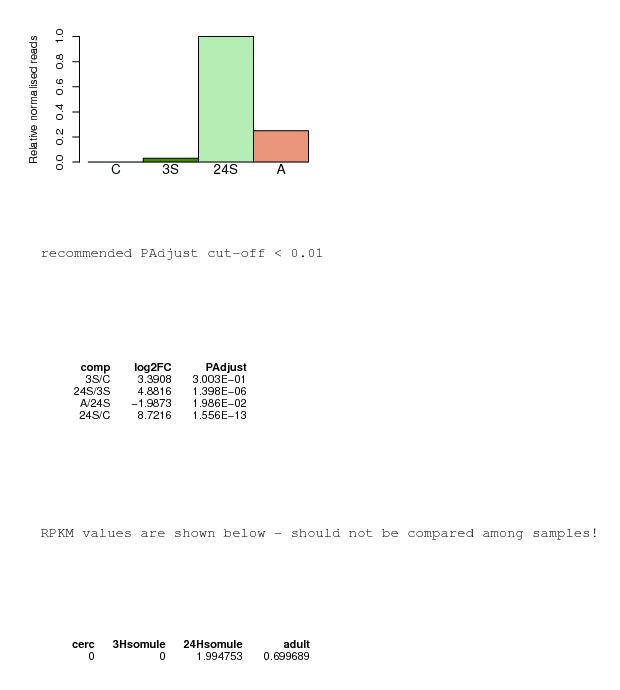 Relative normalised reads
1.0
0.8
0.6
0.4
0.2
0.0
C 3S 24S A
recommended PAdjust cut-off < 0.01
comp log2FC PAdjust
3S/C 3.3908 3.003E-01
24S/3S 4.8816 1.398E-06
A/24S -1.9873 1.986E-02
24S/C 8.7216 1.556E-13
RPKM values are shown below - should not be compared among samples!
cerc 3Hsomule 24Hsomule adult
0 0 1.994753 0.699689